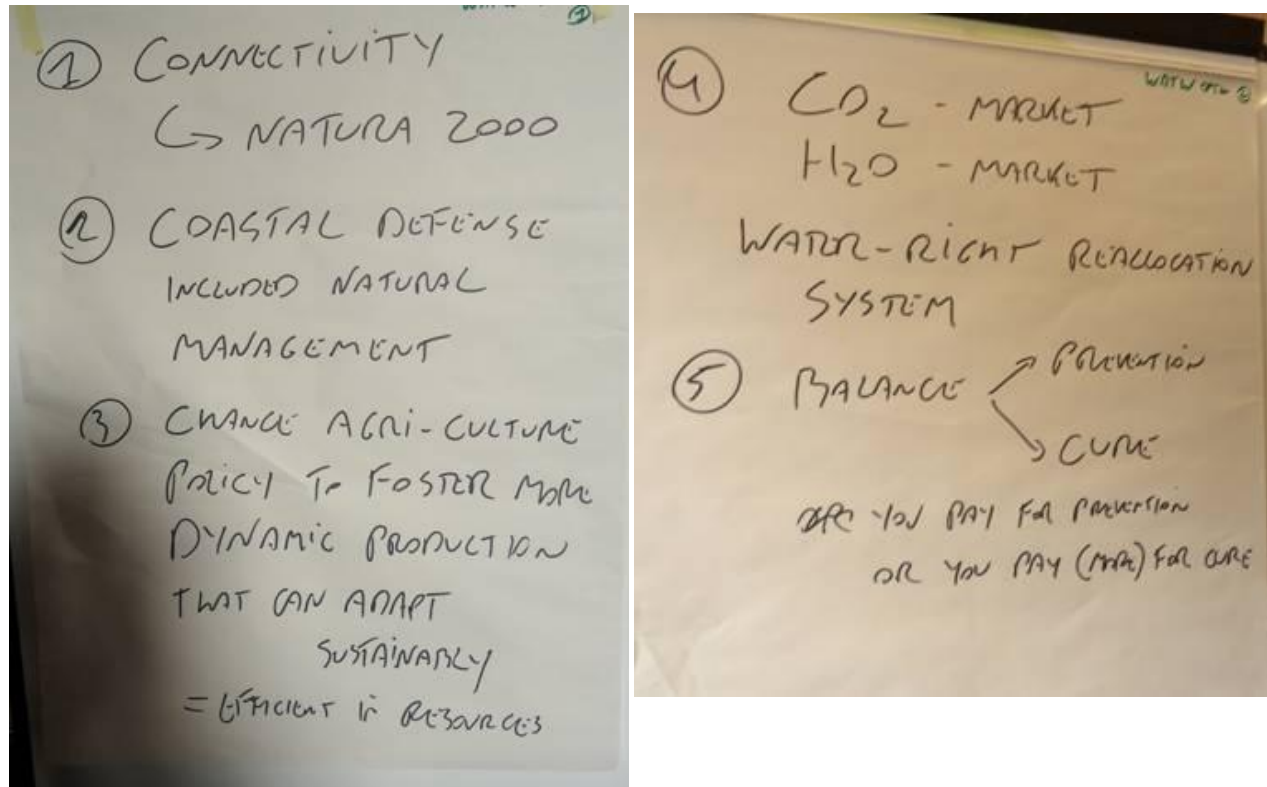 ① CONNECTIVITY
↳ NATURA 2000
② COASTAL DEFENSE
INCLUDED NATURAL
MANAGEMENT
③ CHANGE AGRI-CULTURE
POLICY TO FOSTER MORE
DYNAMIC PRODUCTION
THAT CAN ADAPT
SUSTAINABLY
= EFFICIENT IN RESOURCES
④ CO2 - MARKET
H2O - MARKET
WATER-RIGHT REALLOCATION
SYSTEM
⑤ BALANCE
↗ PREVENTION
↘ CURE
YOU PAY FOR PREVENTION
OR YOU PAY (MORE) FOR CURE